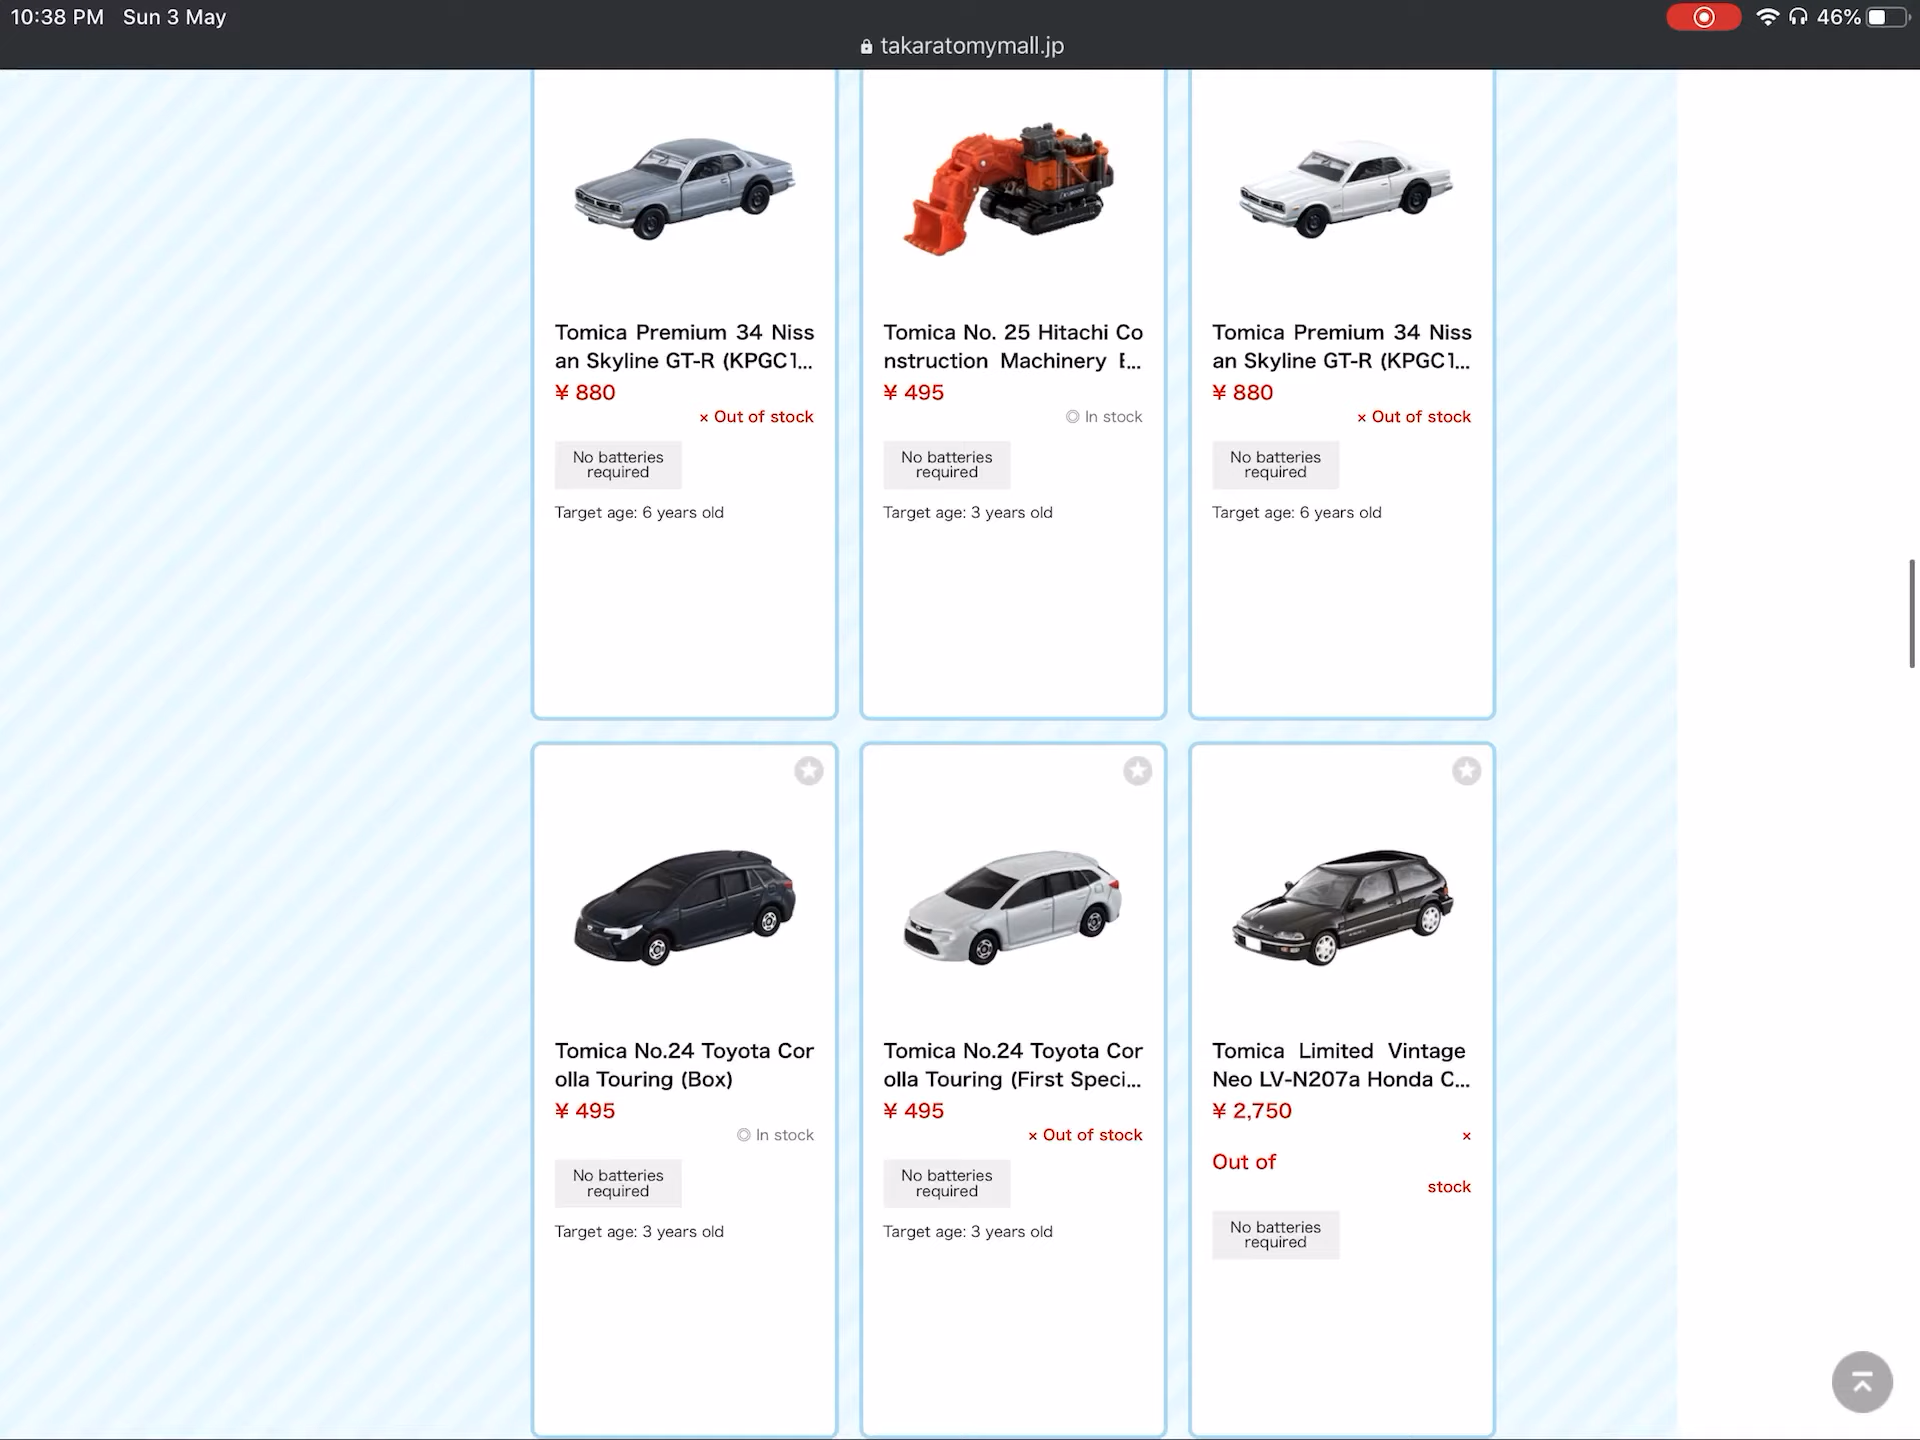 10:38 PM Sun 3 May
46%
takaratomymall.jp
Tomica Premium 34 Niss
an Skyline GT-R (KPGC1...
¥ 880
× Out of stock
No batteries
required
Target age: 6 years old
Tomica No. 25 Hitachi Co
nstruction Machinery E...
¥ 495
◎ In stock
No batteries
required
Target age: 3 years old
Tomica Premium 34 Niss
an Skyline GT-R (KPGC1...
¥ 880
× Out of stock
No batteries
required
Target age: 6 years old
Tomica No.24 Toyota Cor
olla Touring (Box)
¥ 495
◎ In stock
No batteries
required
Target age: 3 years old
Tomica No.24 Toyota Cor
olla Touring (First Speci...
¥ 495
× Out of stock
No batteries
required
Target age: 3 years old
Tomica Limited Vintage
Neo LV-N207a Honda C...
¥ 2,750
×
Out of
stock
No batteries
required